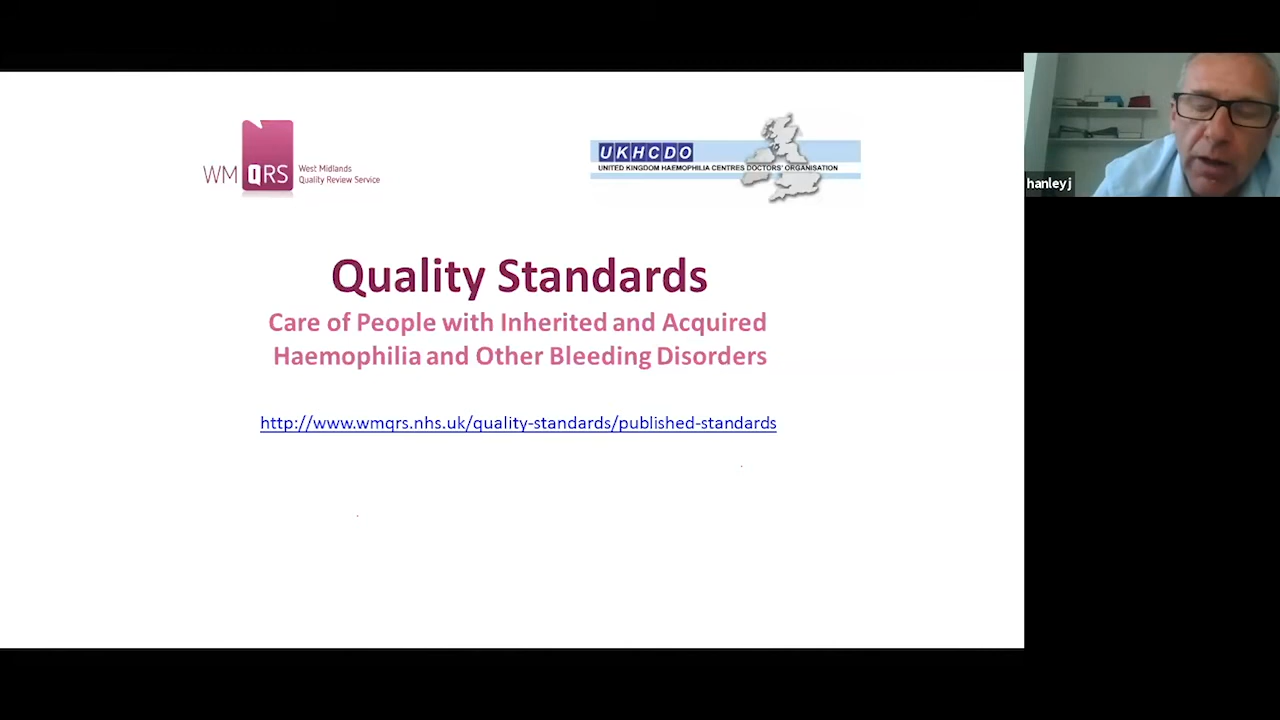 WM QRS
West Midlands
Quality Review Service
UKHCDO
UNITED KINGDOM HAEMOPHILIA CENTRES DOCTORS' ORGANISATION
hanley j
Quality Standards
Care of People with Inherited and Acquired
Haemophilia and Other Bleeding Disorders
http://www.wmqrs.nhs.uk/quality-standards/published-standards